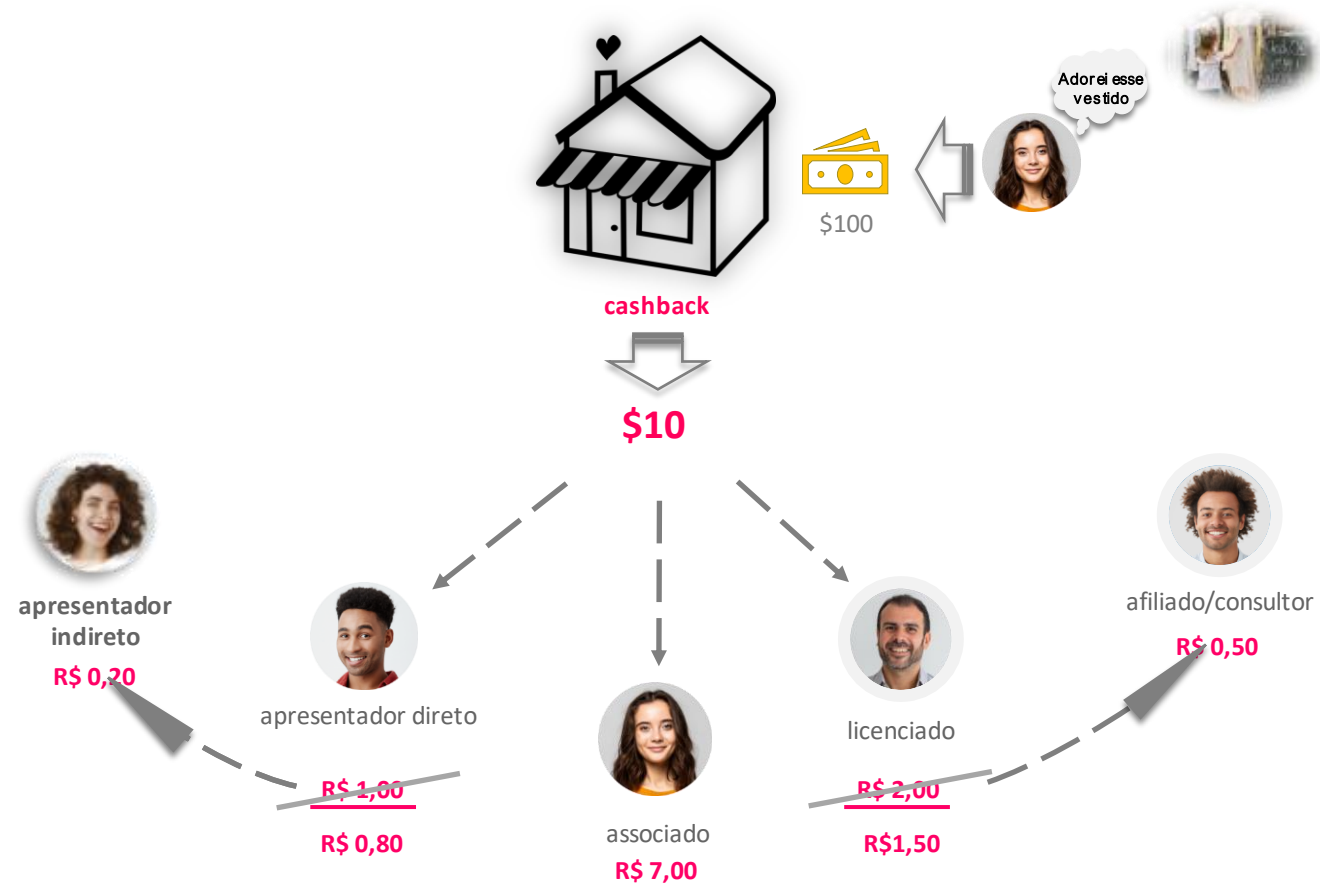 Adorei esse
vestido
$100
cashback
$10
apresentador
indireto
R$ 0,20
afiliado/consultor
R$ 0,50
apresentador direto
R$ 1,00
R$ 0,80
associado
R$ 7,00
licenciado
R$ 2,00
R$1,50